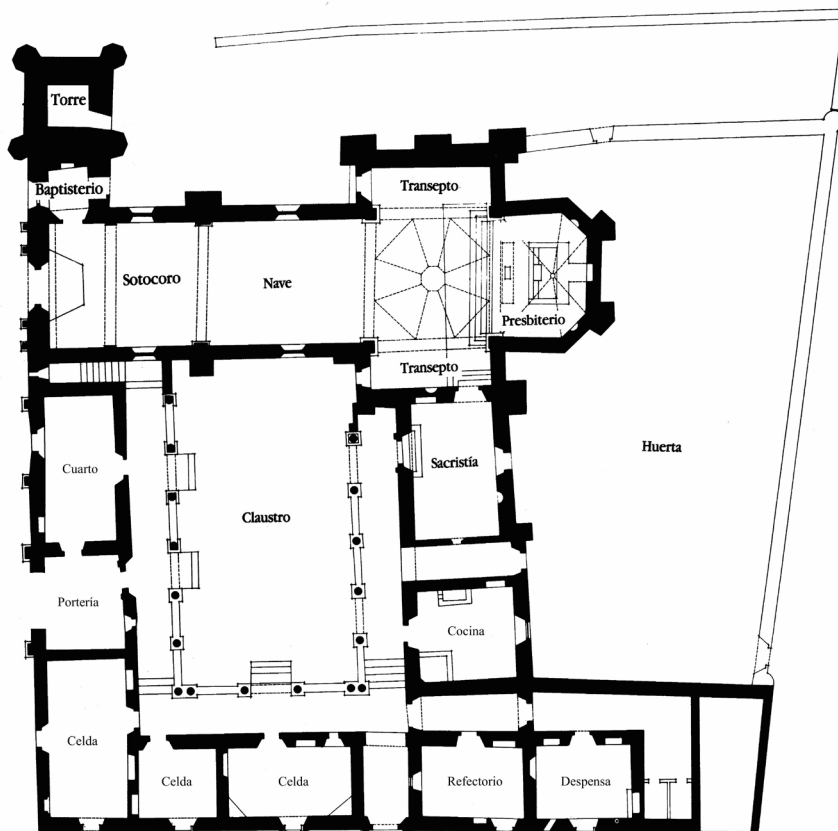 Torre
Baptisterio
Transepto
Sotocoro
Nave
Presbiterio
Transepto
Cuarto
Claustro
Sacristía
Huerta
Portería
Cocina
Celda
Celda
Celda
Refectorio
Despensa